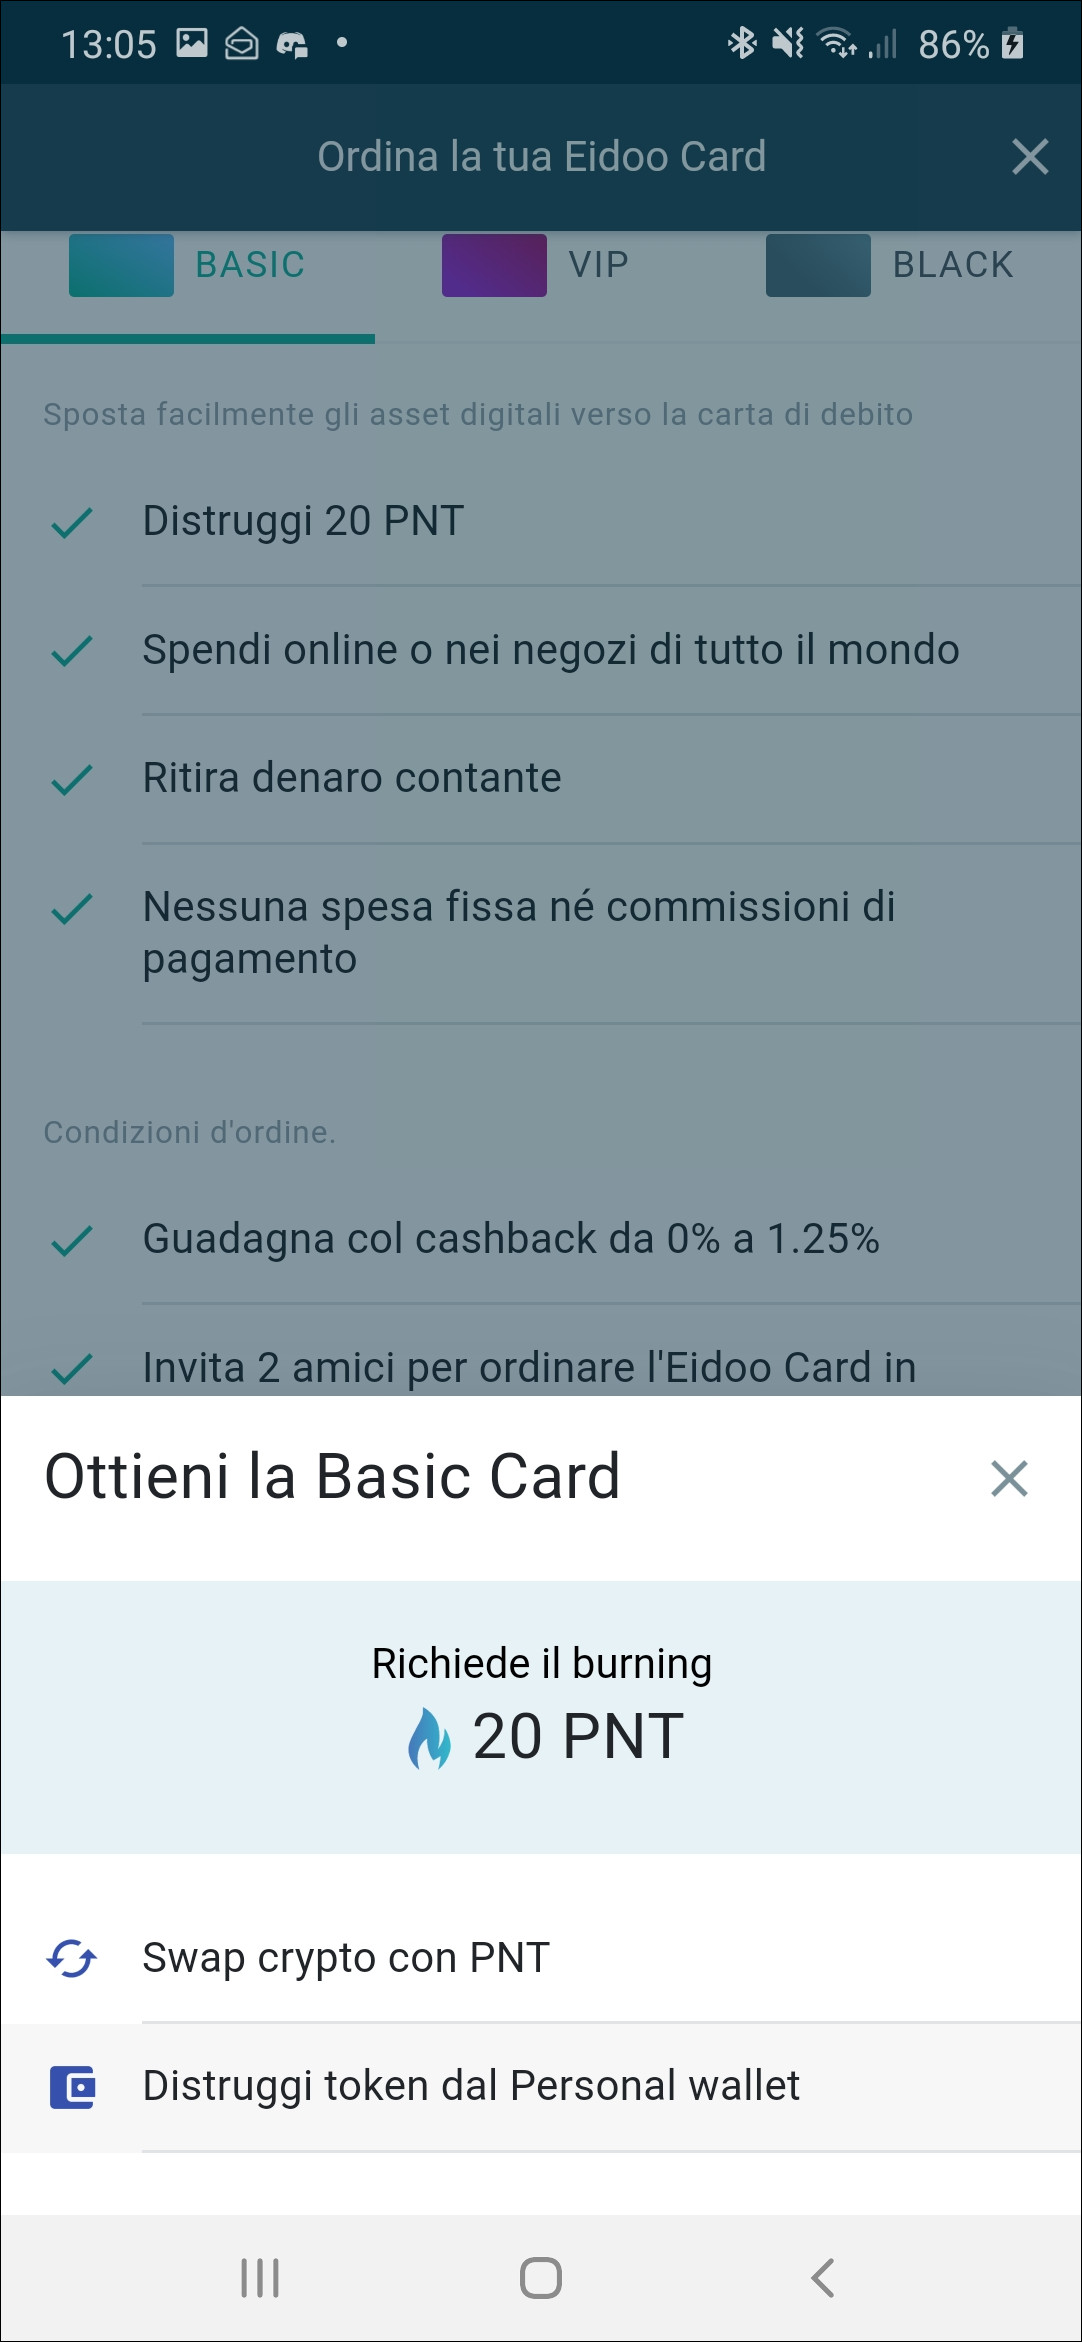 13:05
86%
Ordina la tua Eidoo Card
BASIC
VIP
BLACK
Sposta facilmente gli asset digitali verso la carta di debito
Distruggi 20 PNT
Spendi online o nei negozi di tutto il mondo
Ritira denaro contante
Nessuna spesa fissa né commissioni di
pagamento
Condizioni d'ordine.
Guadagna col cashback da 0% a 1.25%
Invita 2 amici per ordinare l'Eidoo Card in
Ottieni la Basic Card
Richiede il burning
20 PNT
Swap crypto con PNT
Distruggi token dal Personal wallet